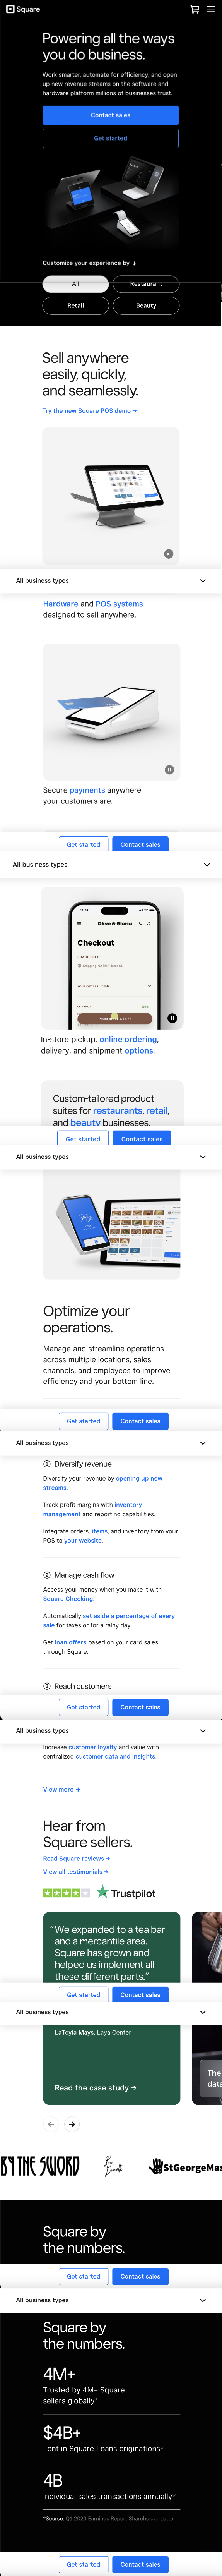 Square
Powering all the ways
you do business.
Work smarter, automate for efficiency, and open
up new revenue streams on the software and
hardware platform millions of businesses trust.
Contact sales
Get started
Customize your experience by ↓
All
Restaurant
Retail
Beauty
Sell anywhere
easily, quickly,
and seamlessly.
Try the new Square POS demo →
All business types
Hardware and POS systems
designed to sell anywhere.
Secure payments anywhere
your customers are.
Get started
Contact sales
All business types
Olive & Gloria
Checkout
In-store pickup, online ordering,
delivery, and shipment options.
Custom-tailored product
suites for restaurants, retail,
and beauty businesses.
Get started
Contact sales
All business types
Optimize your
operations.
Manage and streamline operations
across multiple locations, sales
channels, and employees to improve
efficiency and your bottom line.
Get started
Contact sales
All business types
1 Diversify revenue
Diversify your revenue by opening up new
streams.
Track profit margins with inventory
management and reporting capabilities.
Integrate orders, items, and inventory from your
POS to your website.
2 Manage cash flow
Access your money when you make it with
Square Checking.
Automatically set aside a percentage of every
sale for taxes or for a rainy day.
Get loan offers based on your card sales
through Square.
3 Reach customers
Get started
Contact sales
All business types
Increase customer loyalty and value with
centralized customer data and insights.
View more +
Hear from
Square sellers.
Read Square reviews →
View all testimonials →
Trustpilot
“We expanded to a tea bar
and a mercantile area.
Square has grown and
helped us implement all
these different parts.”
Get started
Contact sales
All business types
LaToyia Mays, Laya Center
The
data
Read the case study →
BY THE SWORD
StGeorgeMas
Square by
the numbers.
Get started
Contact sales
All business types
Square by
the numbers.
4M+
Trusted by 4M+ Square
sellers globally*
$4B+
Lent in Square Loans originations*
4B
Individual sales transactions annually*
*Source: Q1 2023 Earnings Report Shareholder Letter
Get started
Contact sales